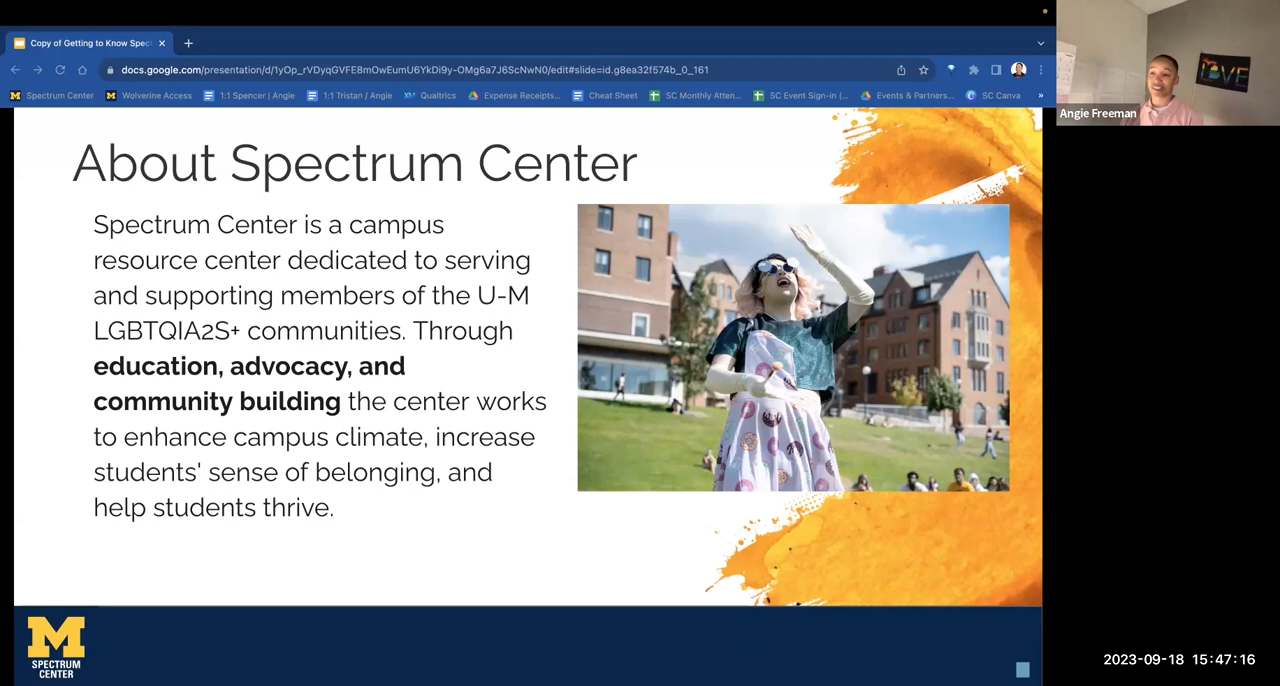 Copy of Getting to Know Spec
docs.google.com/presentation/d/1yOp_rVDyqGVFE8mOwEumU6YkDi9y-OMg6a7J6ScNwN0/edit#slide=id.g8ea32f574b_0_161
Spectrum Center
Wolverine Access
1:1 Spencer | Angie
1:1 Tristan / Angie
Qualtrics
Expense Receipts...
Cheat Sheet
SC Monthly Atten...
SC Event Sign-in (...
Events & Partners...
SC Canva
»
Angie Freeman
About Spectrum Center
Spectrum Center is a campus
resource center dedicated to serving
and supporting members of the U-M
LGBTQIA2S+ communities. Through
education, advocacy, and
community building the center works
to enhance campus climate, increase
students' sense of belonging, and
help students thrive.
M
SPECTRUM
CENTER
2023-09-18 15:47:16